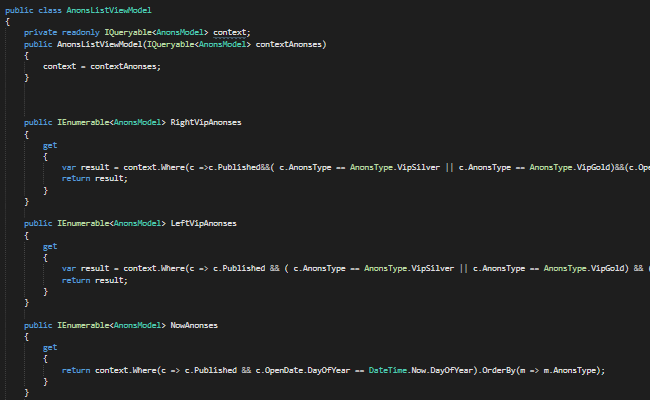 public class AnonsListViewModel
{
private readonly IQueryable<AnonsModel> context;
public AnonsListViewModel(IQueryable<AnonsModel> contextAnonses)
{
context = contextAnonses;
}
public IEnumerable<AnonsModel> RightVipAnonses
{
get
{
var result = context.Where(c =>c.Published&&( c.AnonsType == AnonsType.VipSilver || c.AnonsType == AnonsType.VipGold)&&(c.Ope
return result;
}
}
public IEnumerable<AnonsModel> LeftVipAnonses
{
get
{
var result = context.Where(c => c.Published && ( c.AnonsType == AnonsType.VipSilver || c.AnonsType == AnonsType.VipGold) && (
return result;
}
}
public IEnumerable<AnonsModel> NowAnonses
{
get
{
return context.Where(c => c.Published && c.OpenDate.DayOfYear == DateTime.Now.DayOfYear).OrderBy(m => m.AnonsType);
}
}